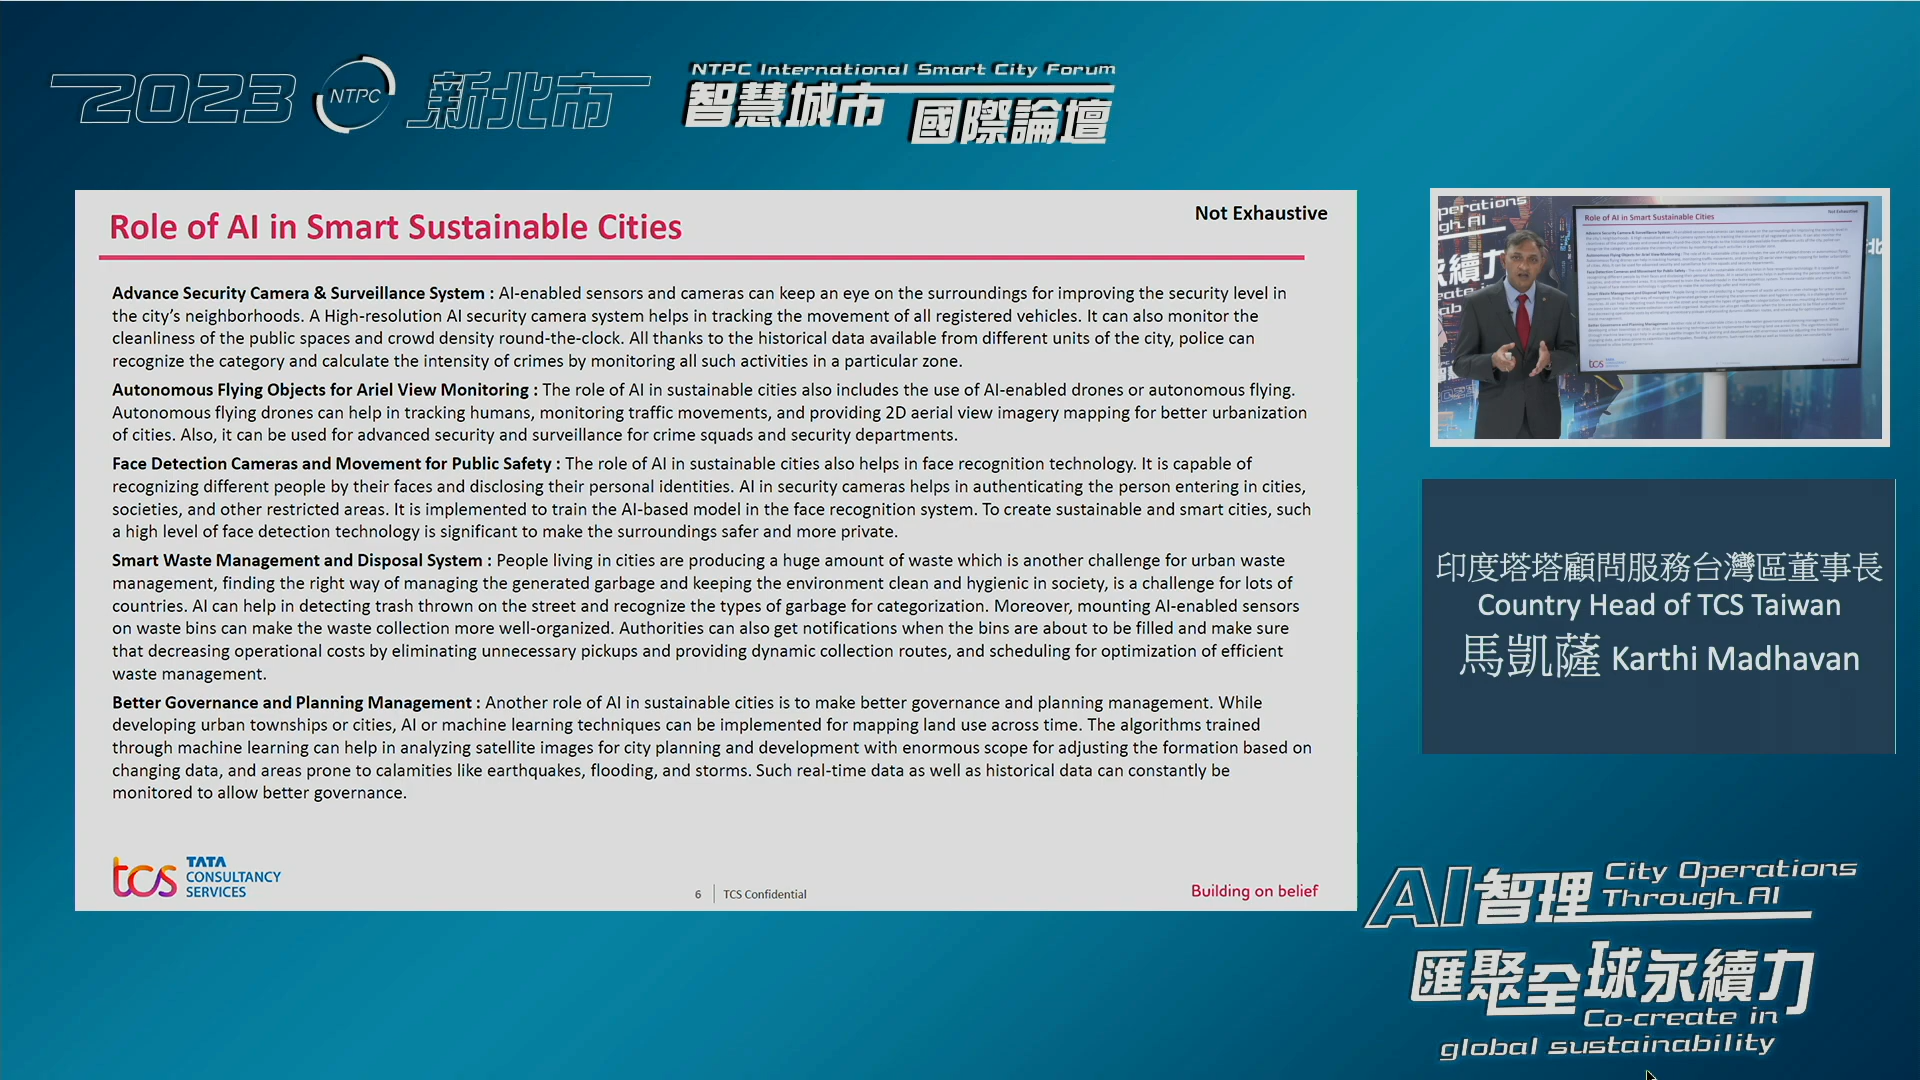 2023 NTPC 新北市
NTPC International Smart City Forum
智慧城市 國際論壇
Role of AI in Smart Sustainable Cities
Not Exhaustive
Advance Security Camera & Surveillance System : AI-enabled sensors and cameras can keep an eye on the surroundings for improving the security level in
the city's neighborhoods. A High-resolution AI security camera system helps in tracking the movement of all registered vehicles. It can also monitor the
cleanliness of the public spaces and crowd density round-the-clock. All thanks to the historical data available from different units of the city, police can
recognize the category and calculate the intensity of crimes by monitoring all such activities in a particular zone.
Autonomous Flying Objects for Ariel View Monitoring : The role of AI in sustainable cities also includes the use of AI-enabled drones or autonomous flying.
Autonomous flying drones can help in tracking humans, monitoring traffic movements, and providing 2D aerial view imagery mapping for better urbanization
of cities. Also, it can be used for advanced security and surveillance for crime squads and security departments.
Face Detection Cameras and Movement for Public Safety : The role of AI in sustainable cities also helps in face recognition technology. It is capable of
recognizing different people by their faces and disclosing their personal identities. AI in security cameras helps in authenticating the person entering in cities,
societies, and other restricted areas. It is implemented to train the AI-based model in the face recognition system. To create sustainable and smart cities, such
a high level of face detection technology is significant to make the surroundings safer and more private.
Smart Waste Management and Disposal System : People living in cities are producing a huge amount of waste which is another challenge for urban waste
management, finding the right way of managing the generated garbage and keeping the environment clean and hygienic in society, is a challenge for lots of
countries. AI can help in detecting trash thrown on the street and recognize the types of garbage for categorization. Moreover, mounting AI-enabled sensors
on waste bins can make the waste collection more well-organized. Authorities can also get notifications when the bins are about to be filled and make sure
that decreasing operational costs by eliminating unnecessary pickups and providing dynamic collection routes, and scheduling for optimization of efficient
waste management.
Better Governance and Planning Management : Another role of AI in sustainable cities is to make better governance and planning management. While
developing urban townships or cities, AI or machine learning techniques can be implemented for mapping land use across time. The algorithms trained
through machine learning can help in analyzing satellite images for city planning and development with enormous scope for adjusting the formation based on
changing data, and areas prone to calamities like earthquakes, flooding, and storms. Such real-time data as well as historical data can constantly be
monitored to allow better governance.
tcs TATA
CONSULTANCY
SERVICES
6 TCS Confidential
Building on belief
Role of AI in Smart Sustainable Cities
Not Exhaustive
印度塔塔顧問服務台灣區董事長
Country Head of TCS Taiwan
馬凱薩 Karthi Madhavan
AI智理 City Operations
Through AI
匯聚全球永續力
Co-create in
global sustainability